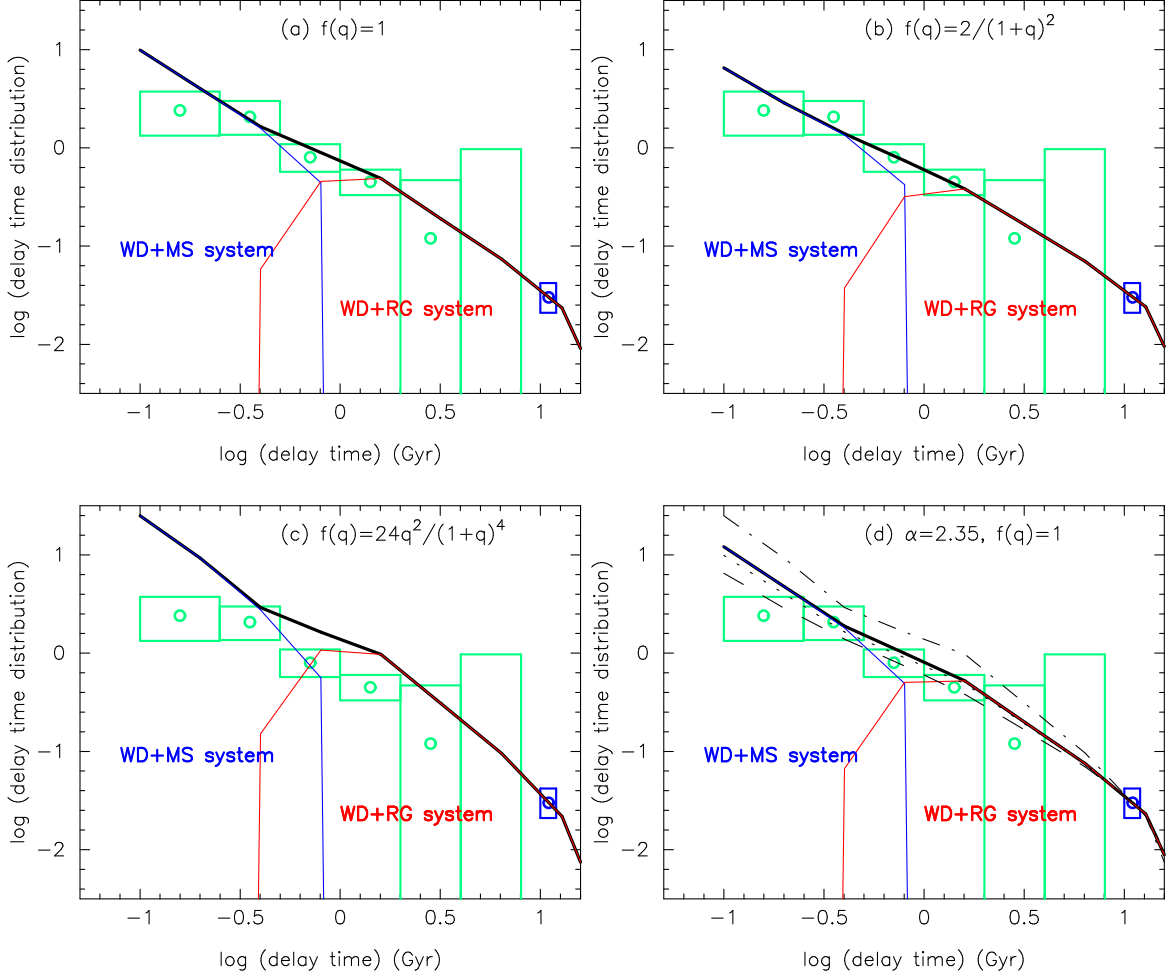 (a) f(q)=1
log (delay time distribution)
1
0
−1
−2
WD+MS system
WD+RG system
−1 −0.5 0 0.5 1
log (delay time) (Gyr)
(b) f(q)=2/(1+q)²
log (delay time distribution)
1
0
−1
−2
WD+MS system
WD+RG system
−1 −0.5 0 0.5 1
log (delay time) (Gyr)
(c) f(q)=24q²/(1+q)⁴
log (delay time distribution)
1
0
−1
−2
WD+MS system
WD+RG system
−1 −0.5 0 0.5 1
log (delay time) (Gyr)
(d) α=2.35, f(q)=1
log (delay time distribution)
1
0
−1
−2
WD+MS system
WD+RG system
−1 −0.5 0 0.5 1
log (delay time) (Gyr)